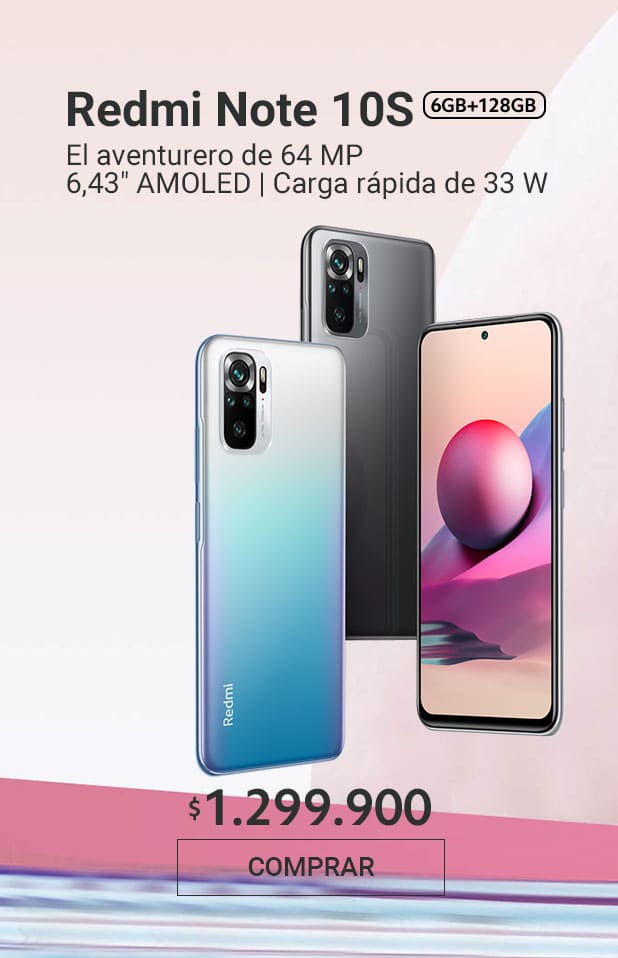 Redmi Note 10S 6GB+128GB
El aventurero de 64 MP
6,43" AMOLED | Carga rápida de 33 W
Redmi
$1.299.900
COMPRAR